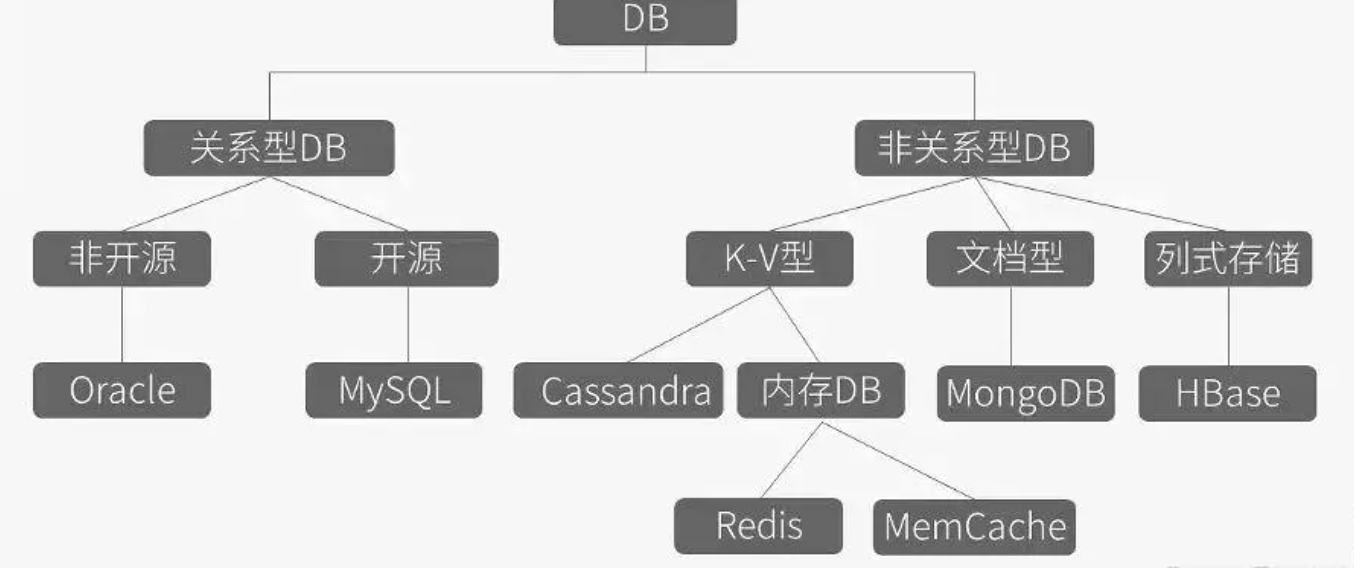 DB
关系型DB
非关系型DB
非开源
开源
K-V型
文档型
列式存储
Oracle
MySQL
Cassandra
内存DB
MongoDB
HBase
Redis
MemCache